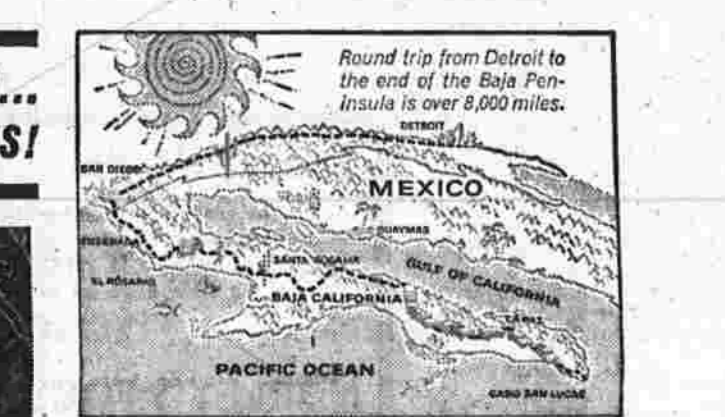 ...
S!
Round trip from Detroit to
the end of the Baja Pen-
insula is over 8,000 miles.
DETROIT
SAN DIEGO
MEXICO
GUAYMAS
ENSENADA
SANTA ROSALIA
GULF OF CALIFORNIA
EL ROSARIO
BAJA CALIFORNIA
LA PAZ
PACIFIC OCEAN
CABO SAN LUCAS